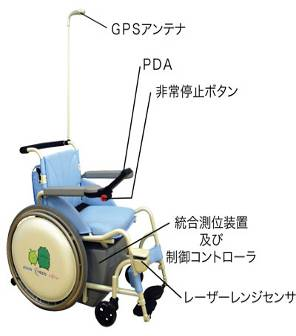 GPSアンテナ
PDA
非常停止ボタン
統合測位装置
及び
制御コントローラ
レーザーレンジセンサ